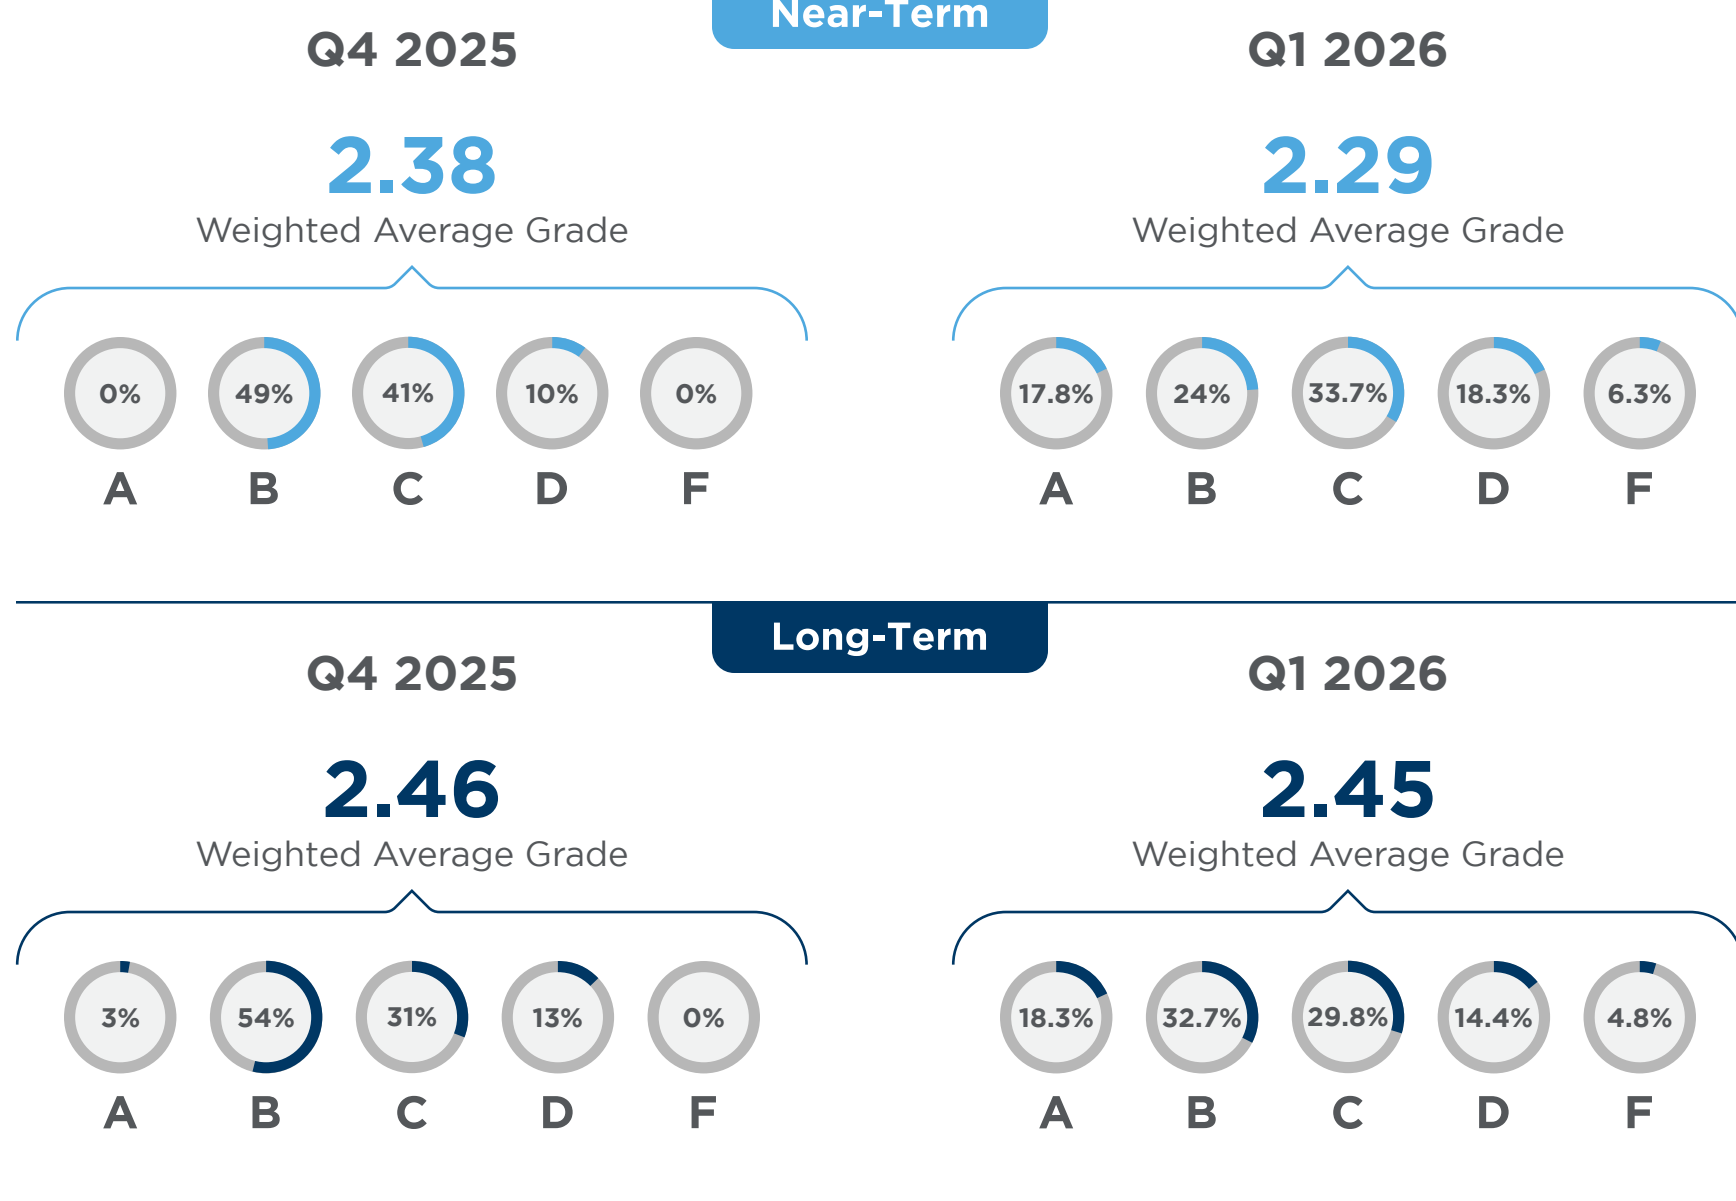 Near-Term
Q4 2025
Q1 2026
2.38
2.29
Weighted Average Grade
Weighted Average Grade
0% 49% 41% 10% 0%
17.8% 24% 33.7% 18.3% 6.3%
A B C D F
A B C D F
Long-Term
Q4 2025
Q1 2026
2.46
2.45
Weighted Average Grade
Weighted Average Grade
3% 54% 31% 13% 0%
18.3% 32.7% 29.8% 14.4% 4.8%
A B C D F
A B C D F